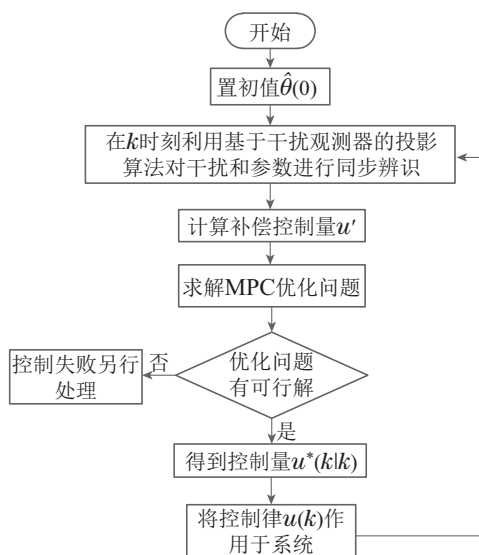 开始
置初值θ̂(0)
在k时刻利用基于干扰观测器的投影
算法对干扰和参数进行同步辨识
计算补偿控制量u′
求解MPC优化问题
优化问题
有可行解
否
控制失败另行
处理
是
得到控制量u*(k|k)
将控制律u(k)作
用于系统